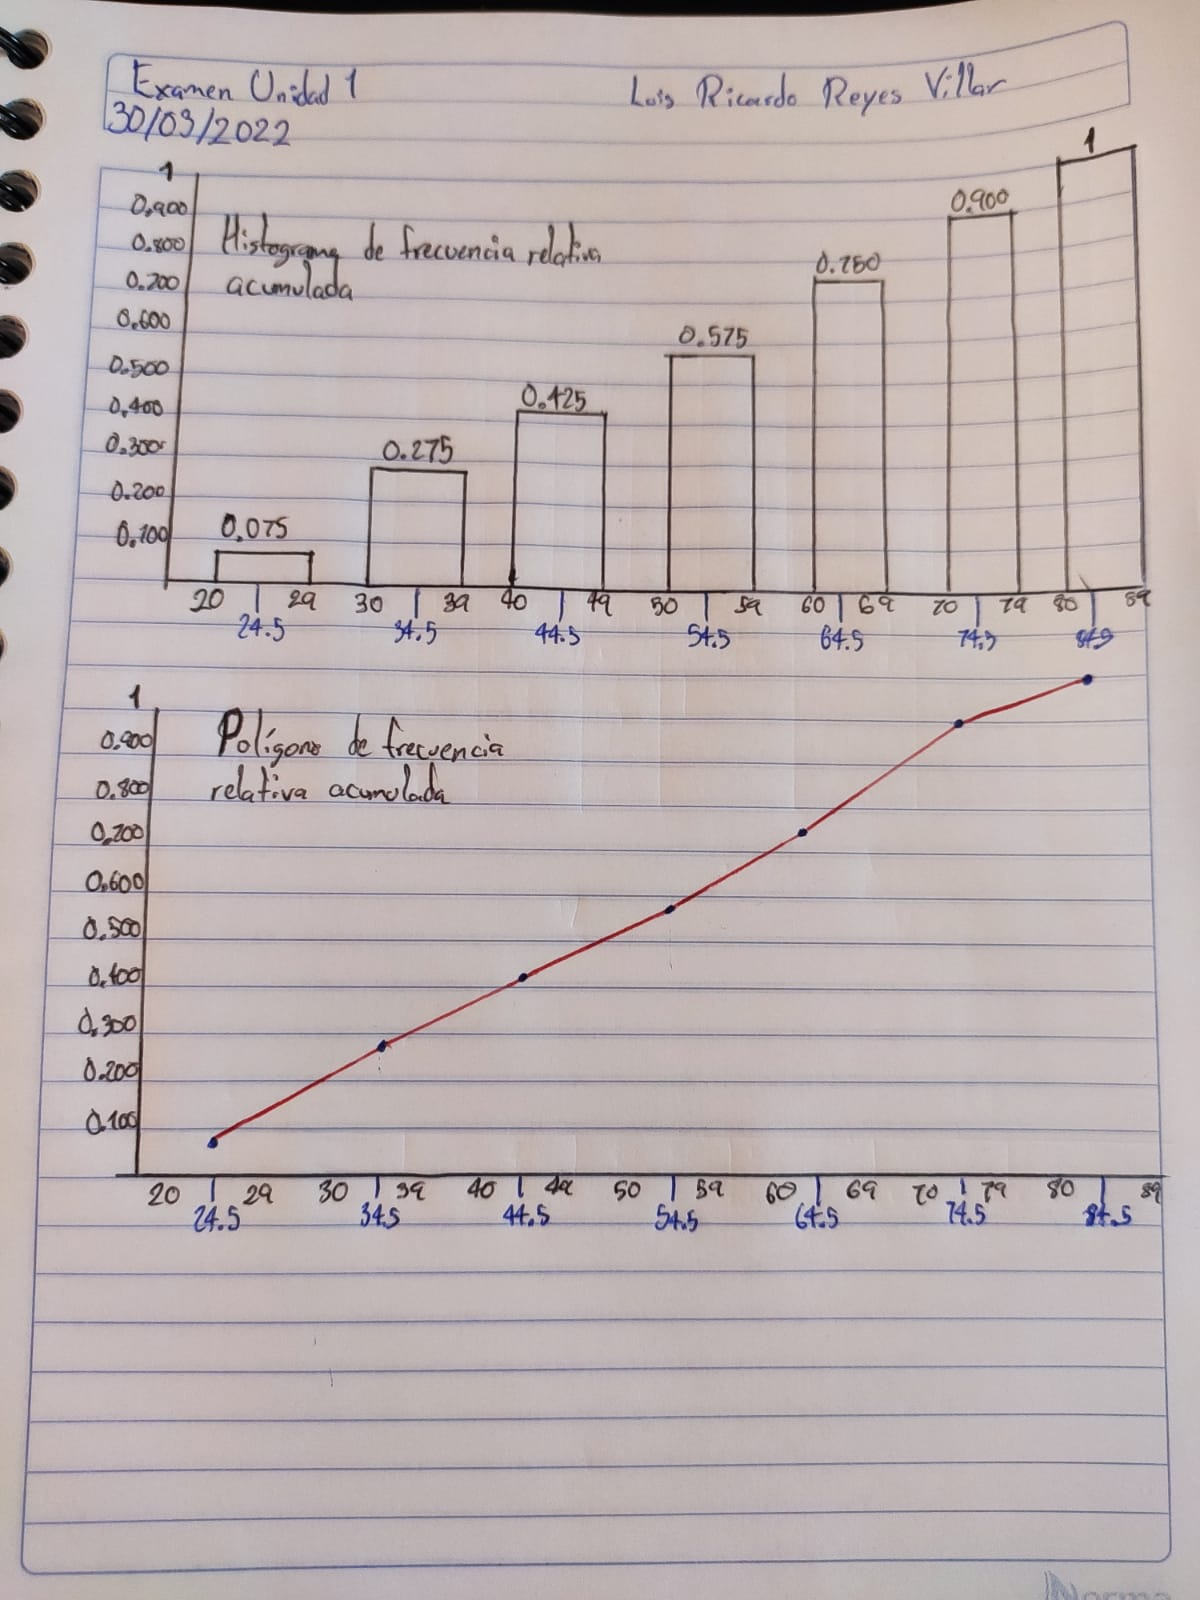 Examen Unidad 1
Luis Ricardo Reyes Villar
30/03/2022
1
0.900
0.800
0.700
0.600
0.500
0.400
0.300
0.200
0.100
Histograma de frecuencia relativa
acumulada
0.075
0.275
0.425
0.575
0.750
0.900
1
20 29 30 39 40 49 50 59 60 69 70 79 80 89
24.5 34.5 44.5 54.5 64.5 74.5 84.5
1
0.900
0.800
0.700
0.600
0.500
0.400
0.300
0.200
0.100
Polígono de frecuencia
relativa acumulada
20 29 30 39 40 49 50 59 60 69 70 79 80 89
24.5 34.5 44.5 54.5 64.5 74.5 84.5
Norma